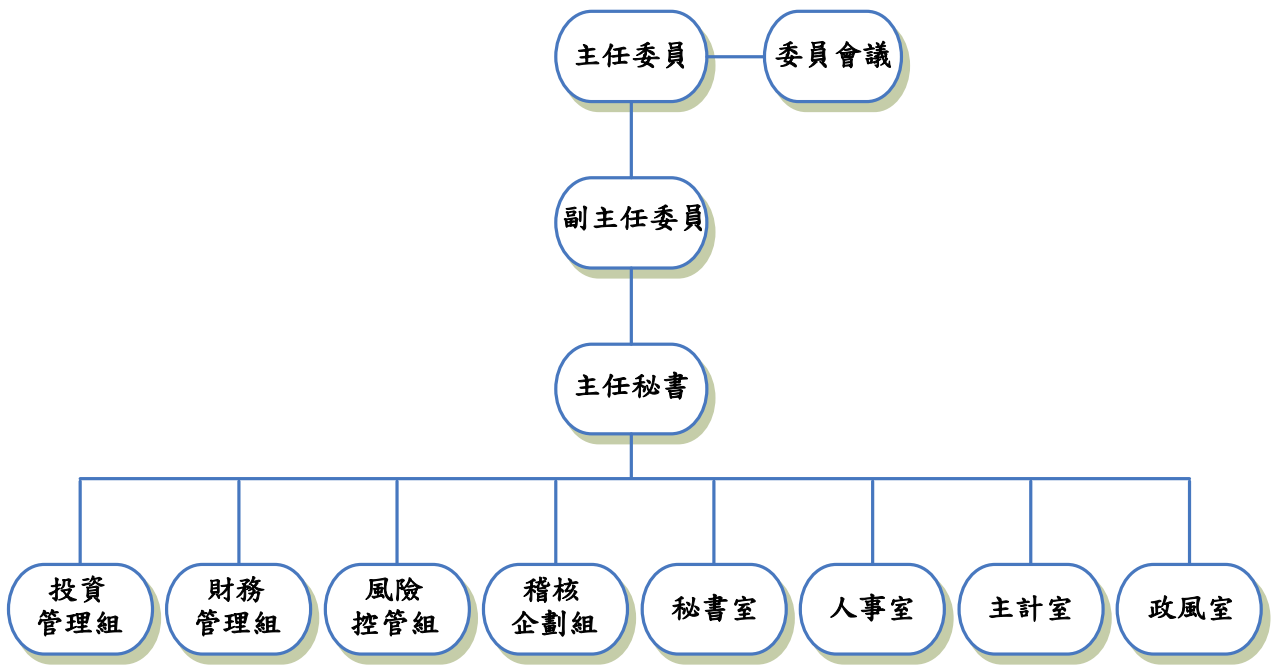 主任委員
委員會議
副主任委員
主任秘書
投資
管理組
財務
管理組
風險
控管組
稽核
企劃組
秘書室
人事室
主計室
政風室